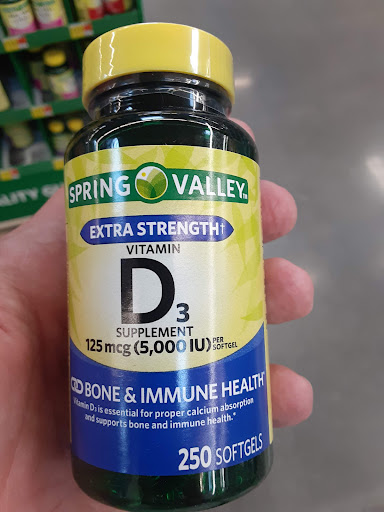 SPRING VALLEY™
EXTRA STRENGTH†
VITAMIN
D3
SUPPLEMENT
125 mcg (5,000 IU) PER SOFTGEL
BONE & IMMUNE HEALTH*
Vitamin D₃ is essential for proper calcium absorption
and supports bone and immune health.*
250 SOFTGELS